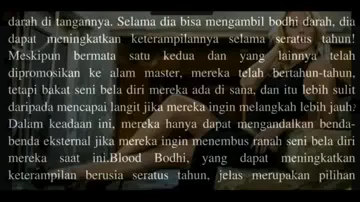 darah di tangannya. Selama dia bisa mengambil bodhi darah, dia
dapat meningkatkan keterampilannya selama seratus tahun!
Meskipun bermata satu kedua dan yang lainnya telah
dipromosikan ke alam master, mereka telah bertahun-tahun,
tetapi bakat seni bela diri mereka ada di sana, dan itu lebih sulit
daripada mencapai langit jika mereka ingin melangkah lebih jauh?
Dalam keadaan ini, mereka hanya dapat mengandalkan benda-
benda eksternal jika mereka ingin menembus ranah seni bela diri
mereka saat ini.Blood Bodhi, yang dapat meningkatkan
keterampilan berusia seratus tahun, jelas merupakan pilihan